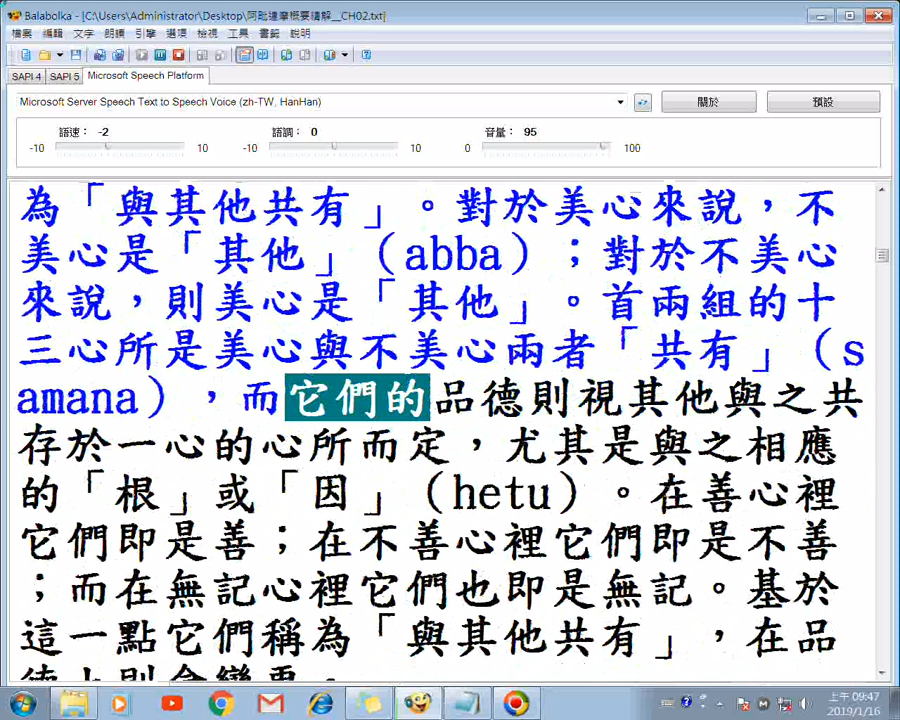 Balabolka - [C:\Users\Administrator\Desktop\阿毗達摩概要精解__CH02.txt]
檔案 編輯 文字 朗讀 引擎 選項 檢視 工具 書籤 說明
SAPI 4 SAPI 5 Microsoft Speech Platform
Microsoft Server Speech Text to Speech Voice (zh-TW, HanHan)
關於 預設
語速： -2 語調： 0 音量： 95
-10 10 -10 10 0 100
為「與其他共有」。對於美心來說，不
美心是「其他」（abba）；對於不美心
來說，則美心是「其他」。首兩組的十
三心所是美心與不美心兩者「共有」（s
amana），而它們的品德則視其他與之共
存於一心的心所而定，尤其是與之相應
的「根」或「因」（hetu）。在善心裡
它們即是善；在不善心裡它們即是不善
；而在無記心裡它們也即是無記。基於
這一點它們稱為「與其他共有」，在品
上午 09:47
2019/1/16